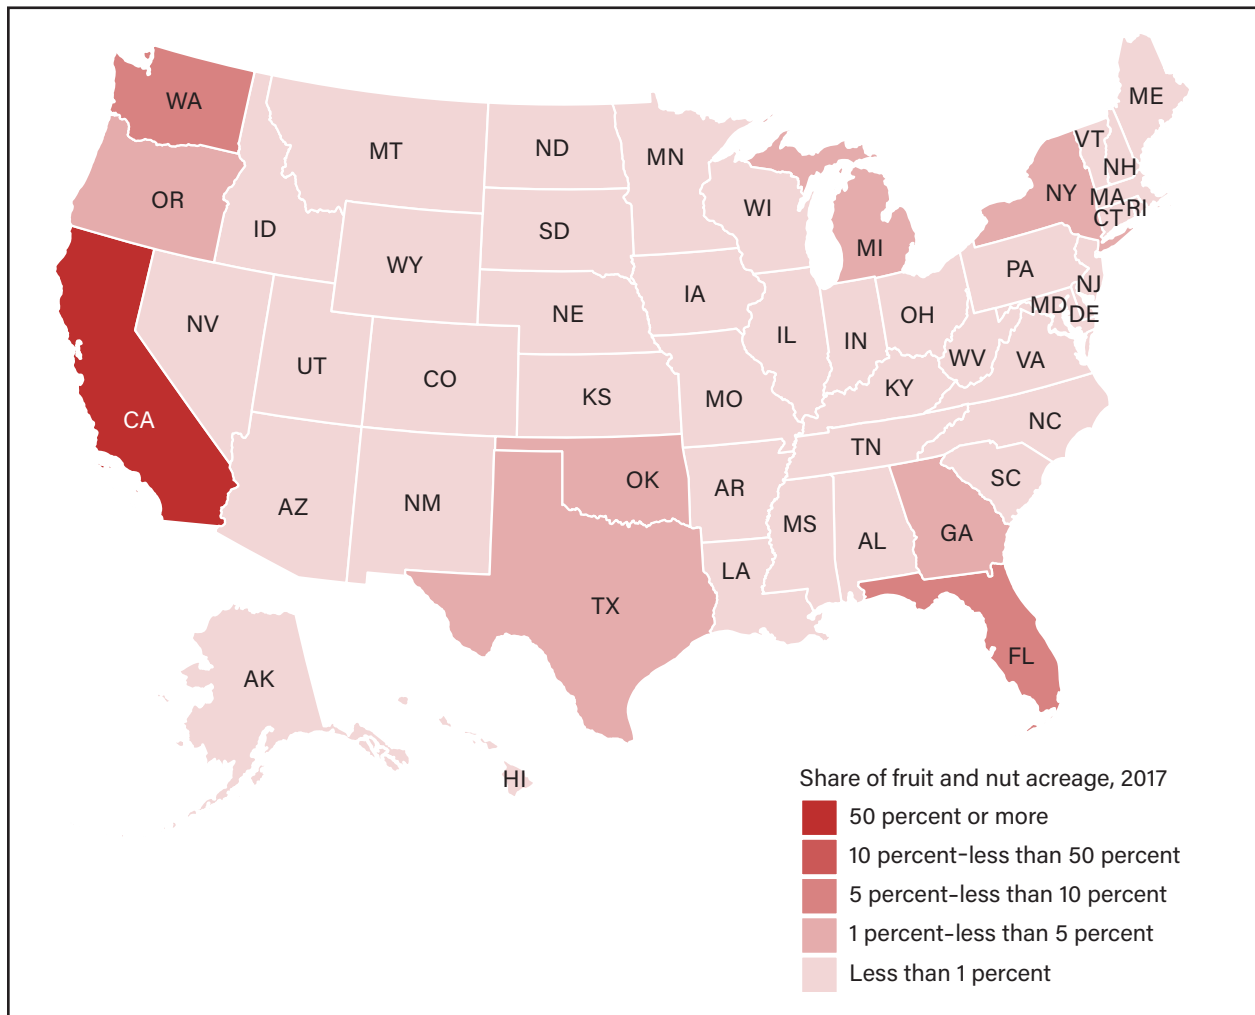 WA
ME
MT
ND
MN
VT
NH
OR
ID
SD
WI
MI
NY
MA
CT
RI
WY
IA
PA
NJ
NV
NE
IL
IN
OH
MD
DE
UT
CO
KS
MO
KY
WV
VA
CA
TN
NC
AZ
NM
OK
AR
SC
MS
AL
GA
LA
TX
FL
AK
HI
Share of fruit and nut acreage, 2017
50 percent or more
10 percent-less than 50 percent
5 percent-less than 10 percent
1 percent-less than 5 percent
Less than 1 percent